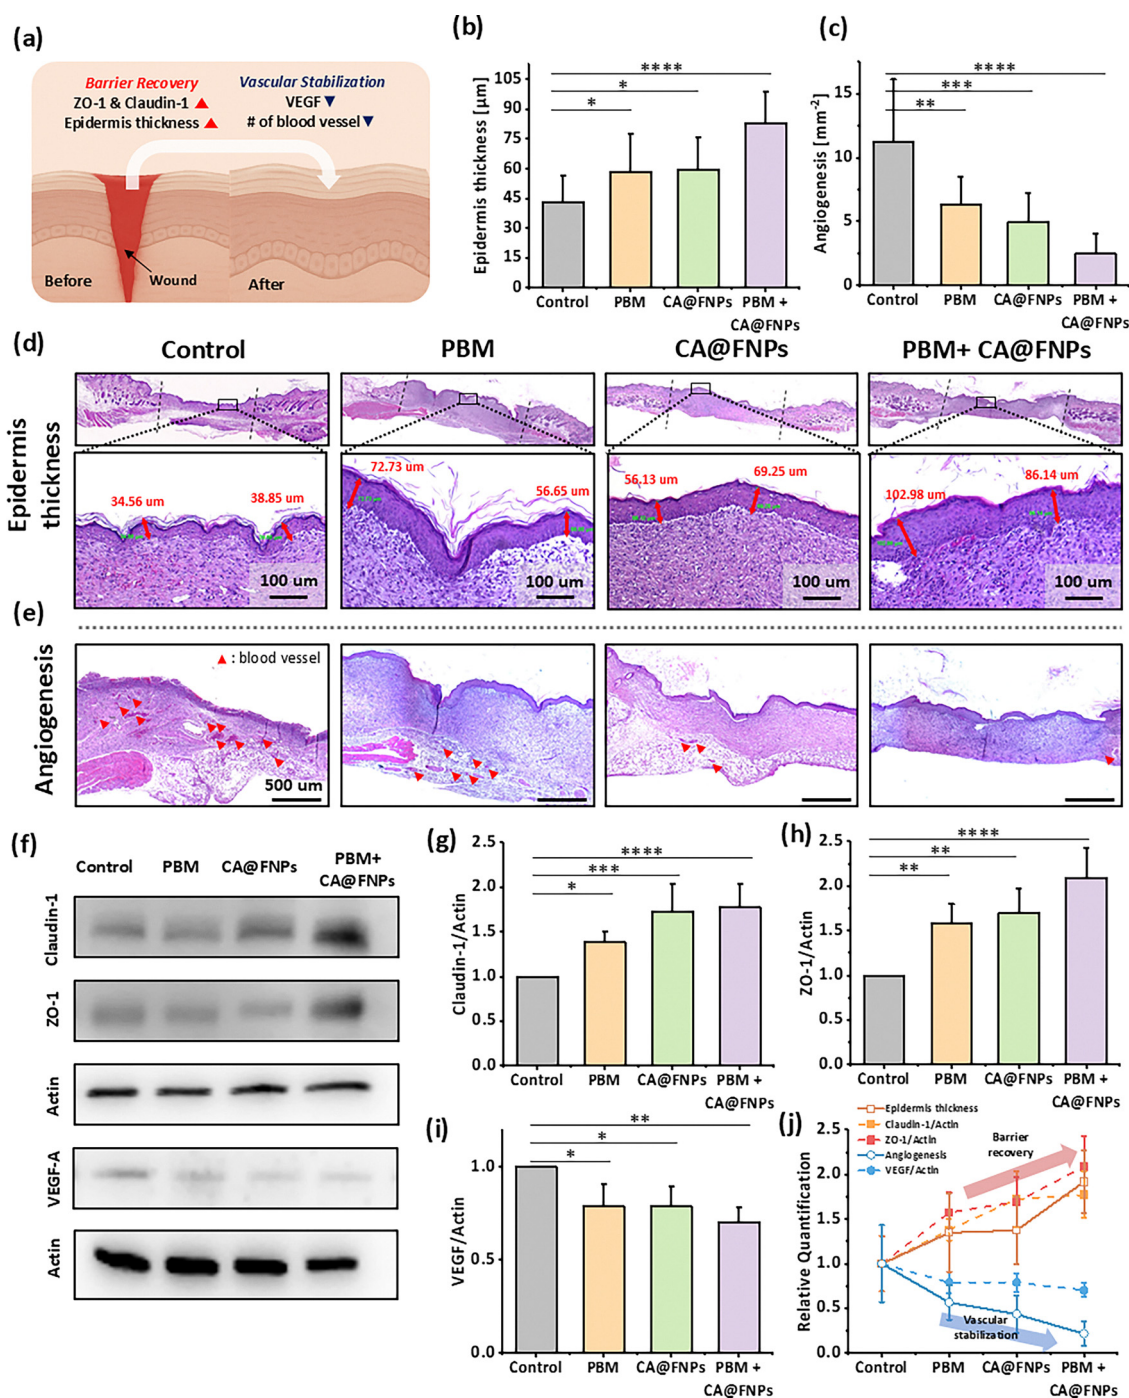 (a)
Barrier Recovery
ZO-1 & Claudin-1 ▲
Epidermis thickness ▲
Vascular Stabilization
VEGF ▼
# of blood vessel ▼
Before
Wound
After
(b)
Epidermis thickness [µm]
105
90
75
60
45
30
15
0
****
*
*
Control
PBM
CA@FNPs
PBM +
CA@FNPs
(c)
Angiogenesis [mm-2]
15
10
5
0
****
***
**
Control
PBM
CA@FNPs
PBM +
CA@FNPs
(d)
Control
PBM
CA@FNPs
PBM+ CA@FNPs
Epidermis
thickness
34.56 um
38.85 um
100 um
72.73 um
56.65 um
100 um
56.13 um
69.25 um
100 um
102.98 um
86.14 um
100 um
(e)
Angiogenesis
▲ : blood vessel
500 um
(f)
Control
PBM
CA@FNPs
PBM+
CA@FNPs
Claudin-1
ZO-1
Actin
VEGF-A
Actin
(g)
Claudin-1/Actin
2.5
2.0
1.5
1.0
0.5
0.0
****
***
*
Control
PBM
CA@FNPs
PBM +
CA@FNPs
(h)
ZO-1/Actin
2.5
2.0
1.5
1.0
0.5
0.0
****
**
**
Control
PBM
CA@FNPs
PBM +
CA@FNPs
(i)
VEGF/Actin
1.0
0.5
0.0
**
*
*
Control
PBM
CA@FNPs
PBM +
CA@FNPs
(j)
Epidermis thickness
Claudin-1/Actin
ZO-1/Actin
Angiogenesis
VEGF/Actin
Relative Quantification
2.5
2.0
1.5
1.0
0.5
0.0
Barrier
recovery
Vascular
stabilization
Control
PBM
CA@FNPs
PBM +
CA@FNPs